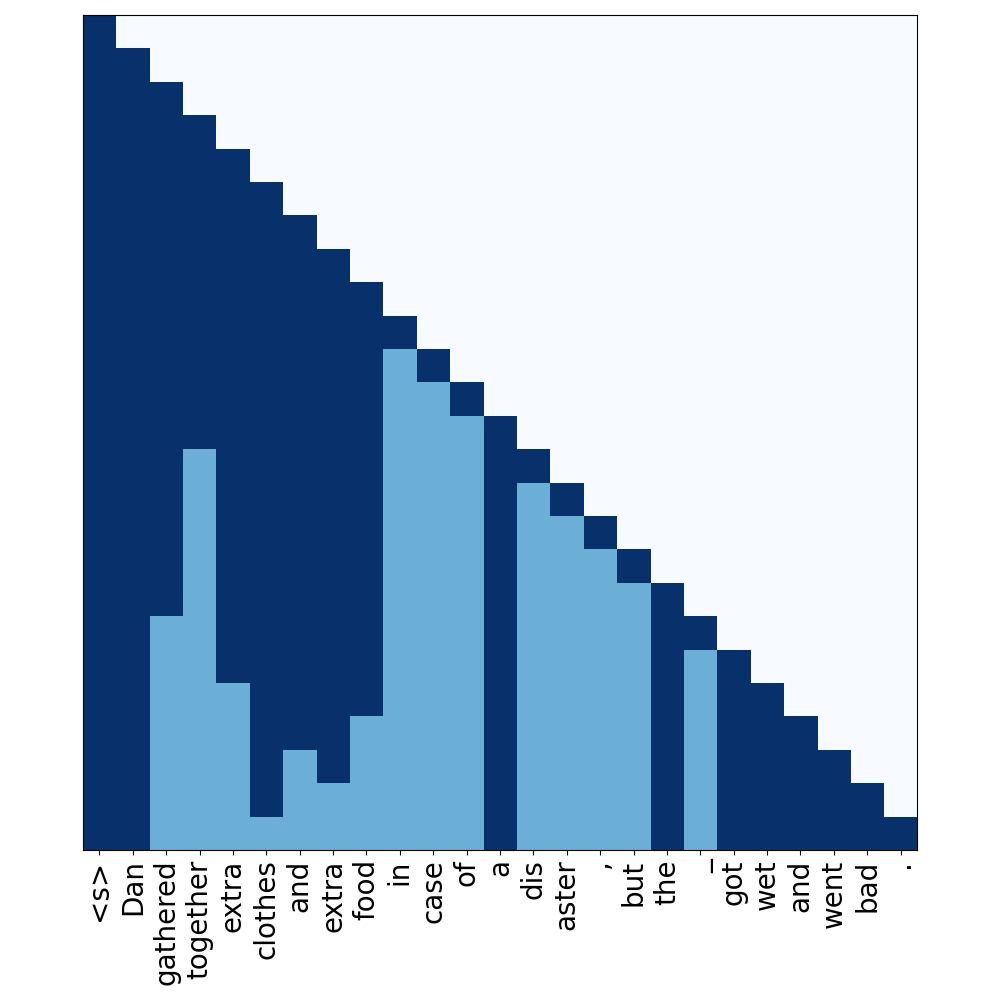 <s> Dan gathered together extra clothes and extra food in case of a dis aster , but the _ got wet and went bad .